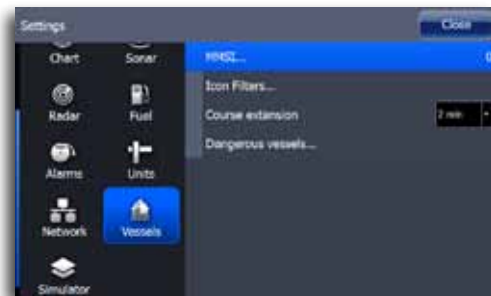 Settings
Close
Chart
Sonar
MMSI...
0
Radar
Fuel
Icon Filters...
Course extension
2 min
Dangerous vessels...
Alarms
Units
Network
Vessels
Simulator